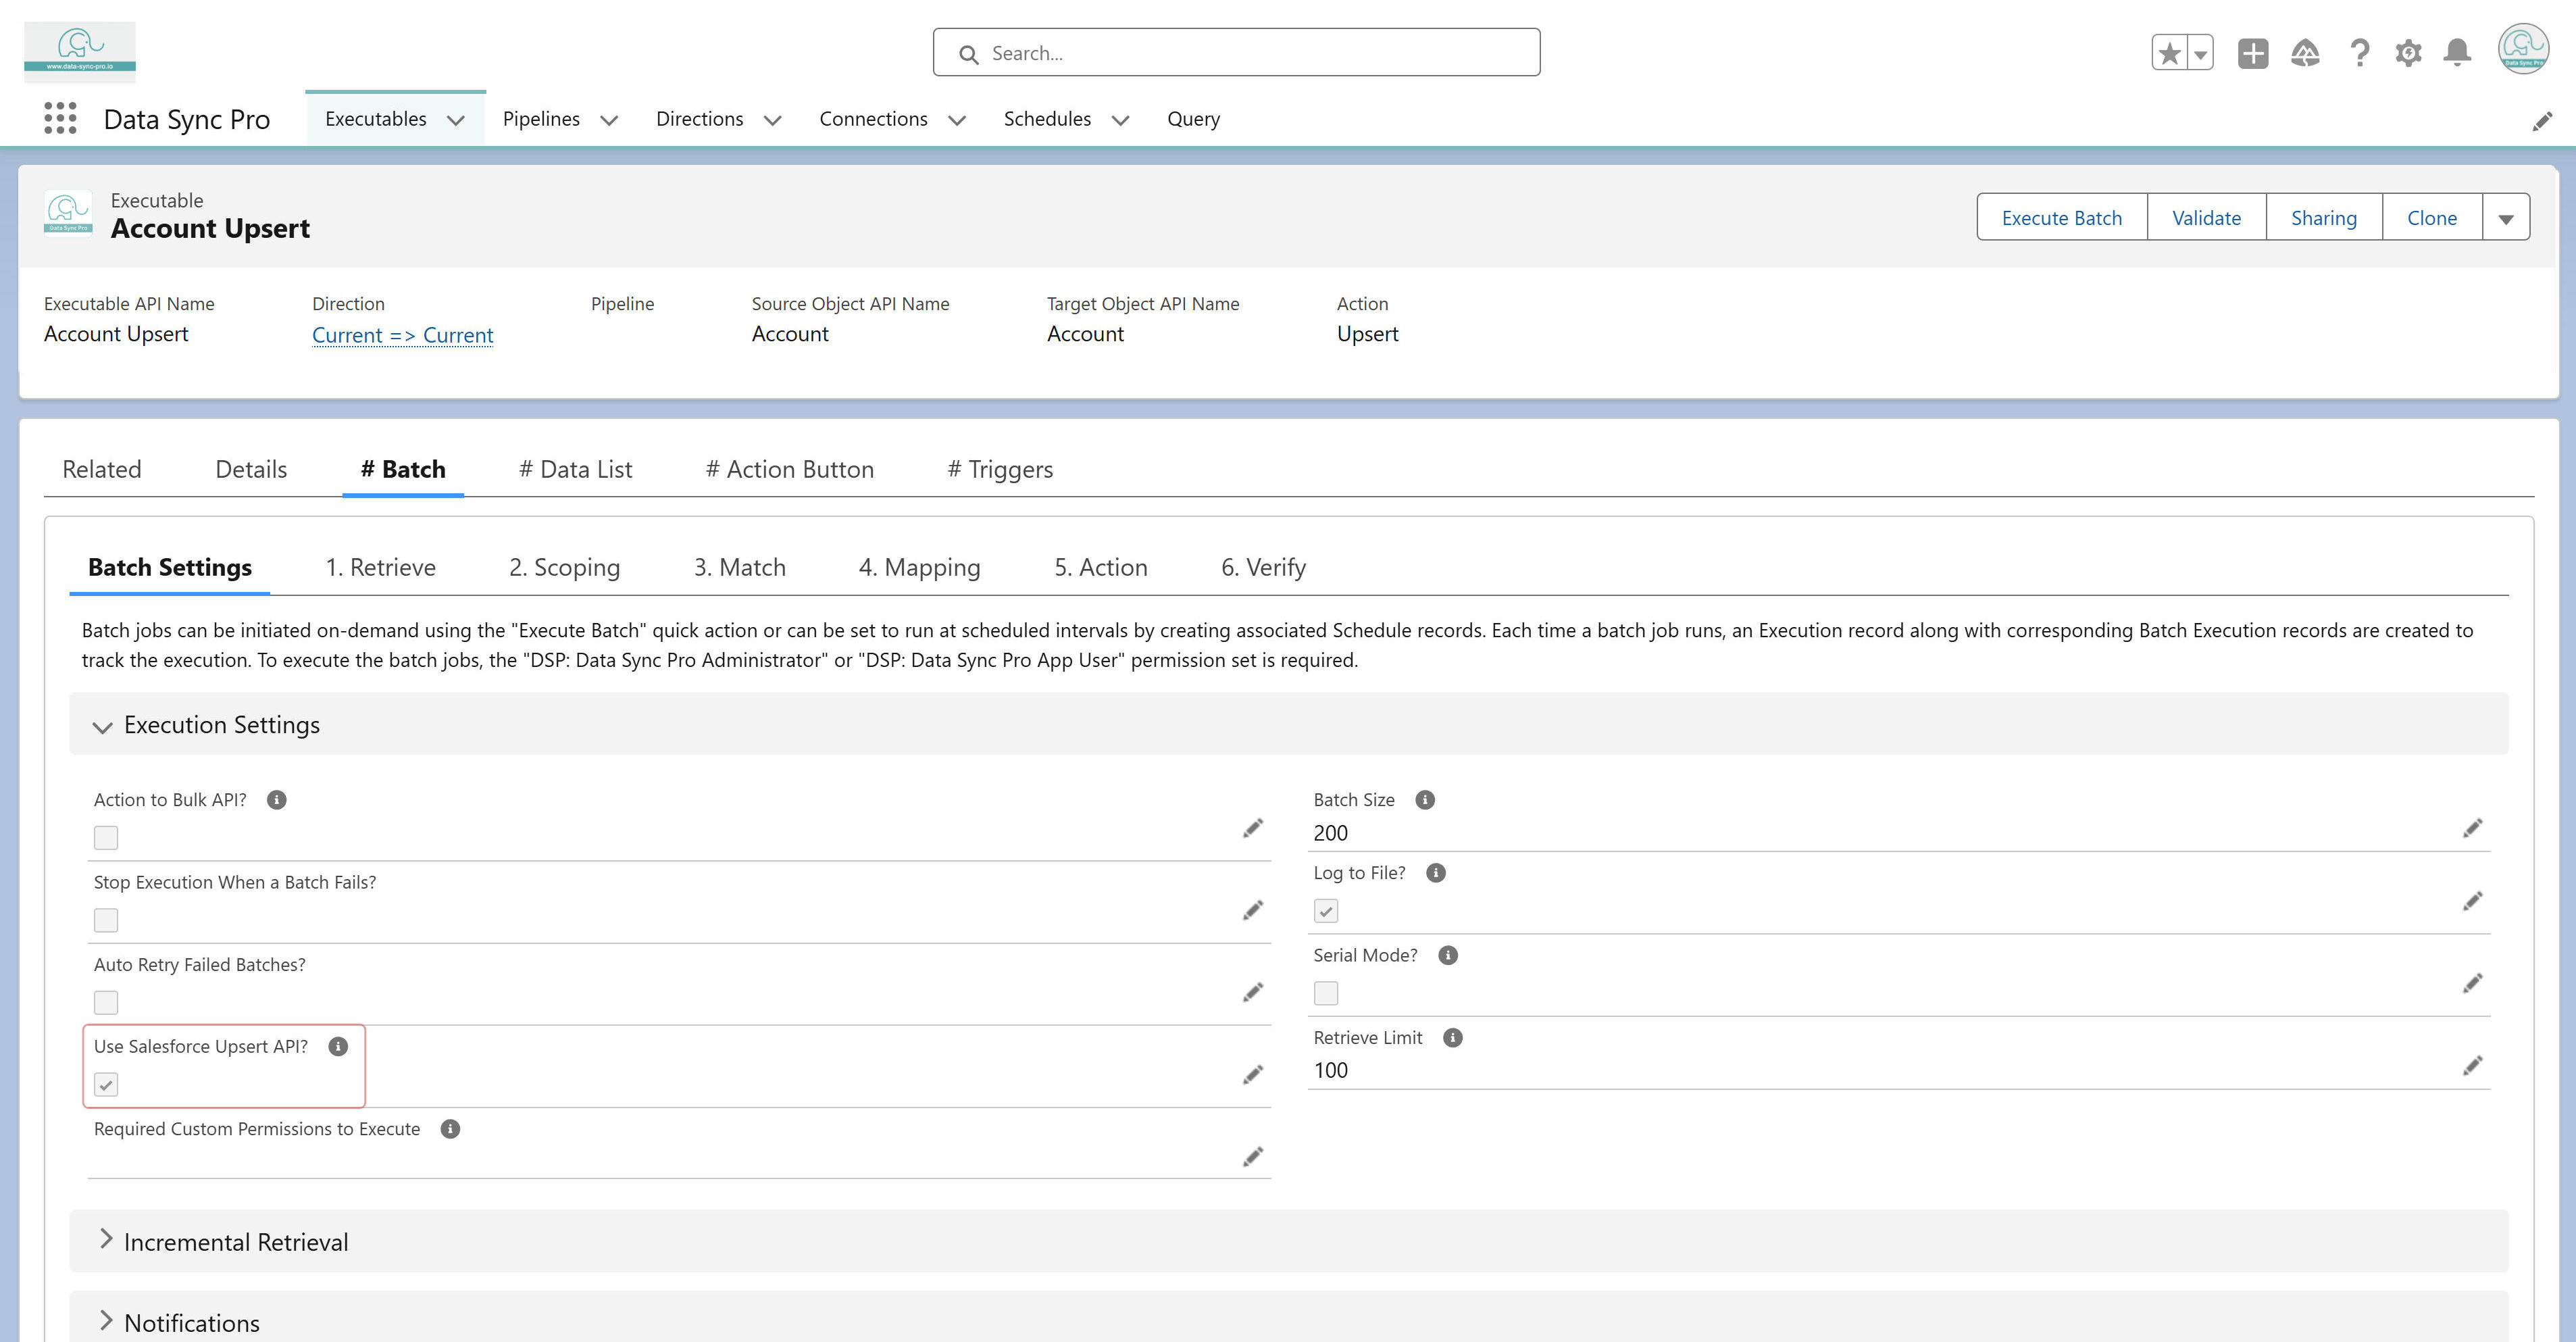 www.data-sync-pro.io
Search...
Data Sync Pro
Data Sync Pro
Executables
Pipelines
Directions
Connections
Schedules
Query
Data Sync Pro
Executable
Account Upsert
Execute Batch
Validate
Sharing
Clone
Executable API Name
Direction
Pipeline
Source Object API Name
Target Object API Name
Action
Account Upsert
Current => Current
Account
Account
Upsert
Related
Details
# Batch
# Data List
# Action Button
# Triggers
Batch Settings
1. Retrieve
2. Scoping
3. Match
4. Mapping
5. Action
6. Verify
Batch jobs can be initiated on-demand using the "Execute Batch" quick action or can be set to run at scheduled intervals by creating associated Schedule records. Each time a batch job runs, an Execution record along with corresponding Batch Execution records are created to
track the execution. To execute the batch jobs, the "DSP: Data Sync Pro Administrator" or "DSP: Data Sync Pro App User" permission set is required.
Execution Settings
Action to Bulk API?
Batch Size
200
Stop Execution When a Batch Fails?
Log to File?
Auto Retry Failed Batches?
Serial Mode?
Use Salesforce Upsert API?
Retrieve Limit
100
Required Custom Permissions to Execute
Incremental Retrieval
Notifications